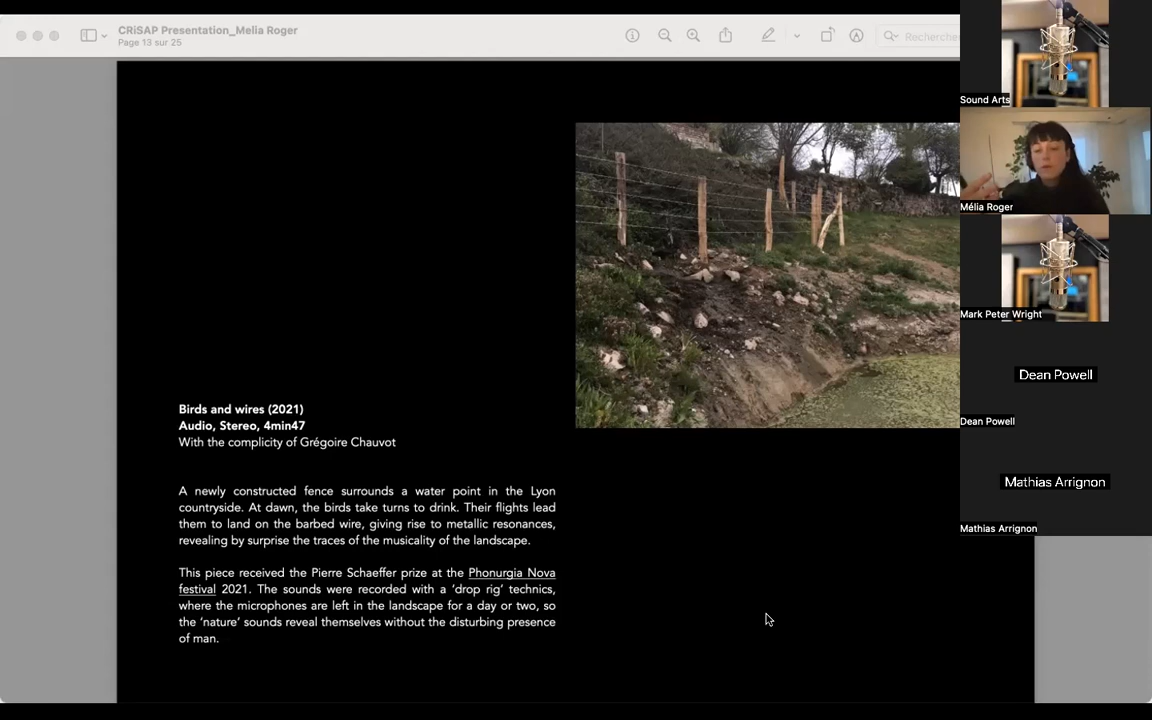 CRiSAP Presentation_Melia Roger
Page 13 sur 25
Recherche
Birds and wires (2021)
Audio, Stereo, 4min47
With the complicity of Grégoire Chauvot
A newly constructed fence surrounds a water point in the Lyon
countryside. At dawn, the birds take turns to drink. Their flights lead
them to land on the barbed wire, giving rise to metallic resonances,
revealing by surprise the traces of the musicality of the landscape.
This piece received the Pierre Schaeffer prize at the Phonurgia Nova
festival 2021. The sounds were recorded with a ‘drop rig’ technics,
where the microphones are left in the landscape for a day or two, so
the ‘nature’ sounds reveal themselves without the disturbing presence
of man.
Sound Arts
Mélia Roger
Mark Peter Wright
Dean Powell
Dean Powell
Mathias Arrignon
Mathias Arrignon